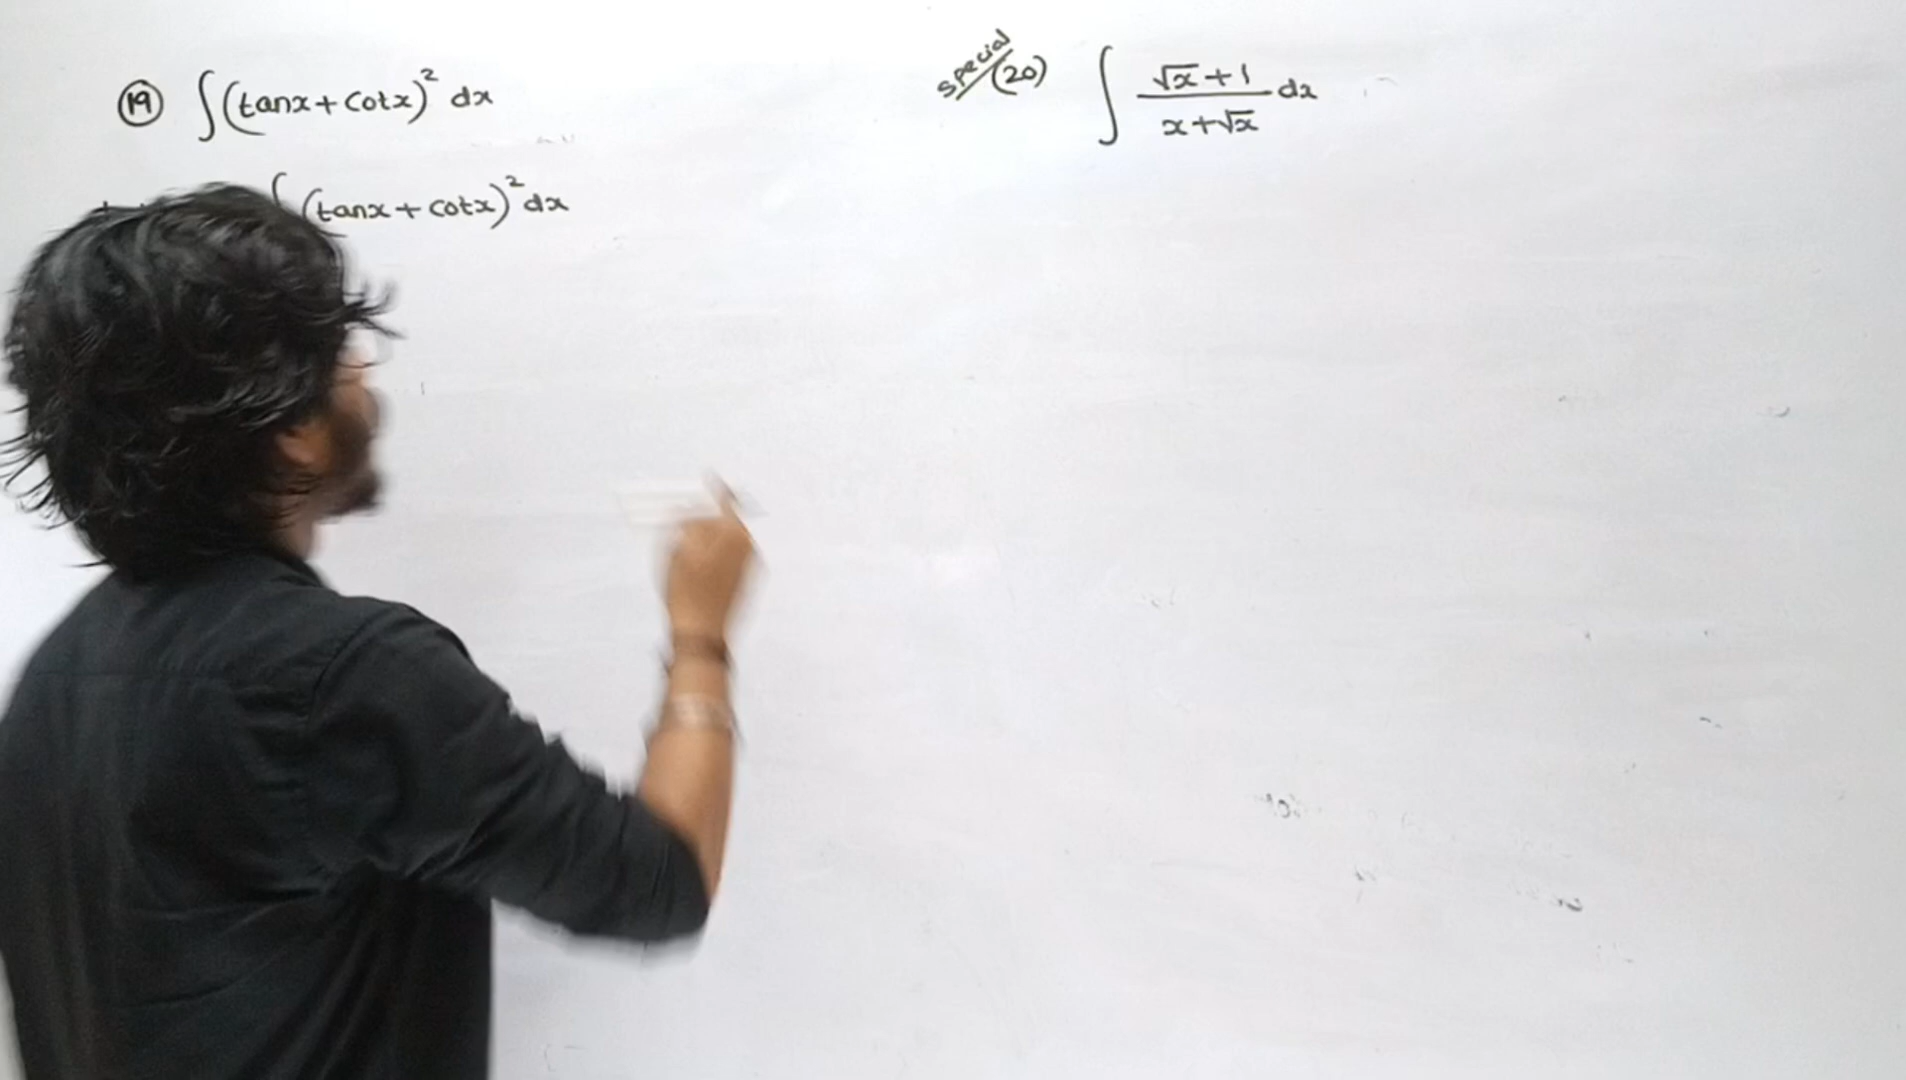 (19) ∫(tanx+cotx)² dx
∫(tanx+cotx)² dx
special (20) ∫ (√x+1)/(x+√x) dx